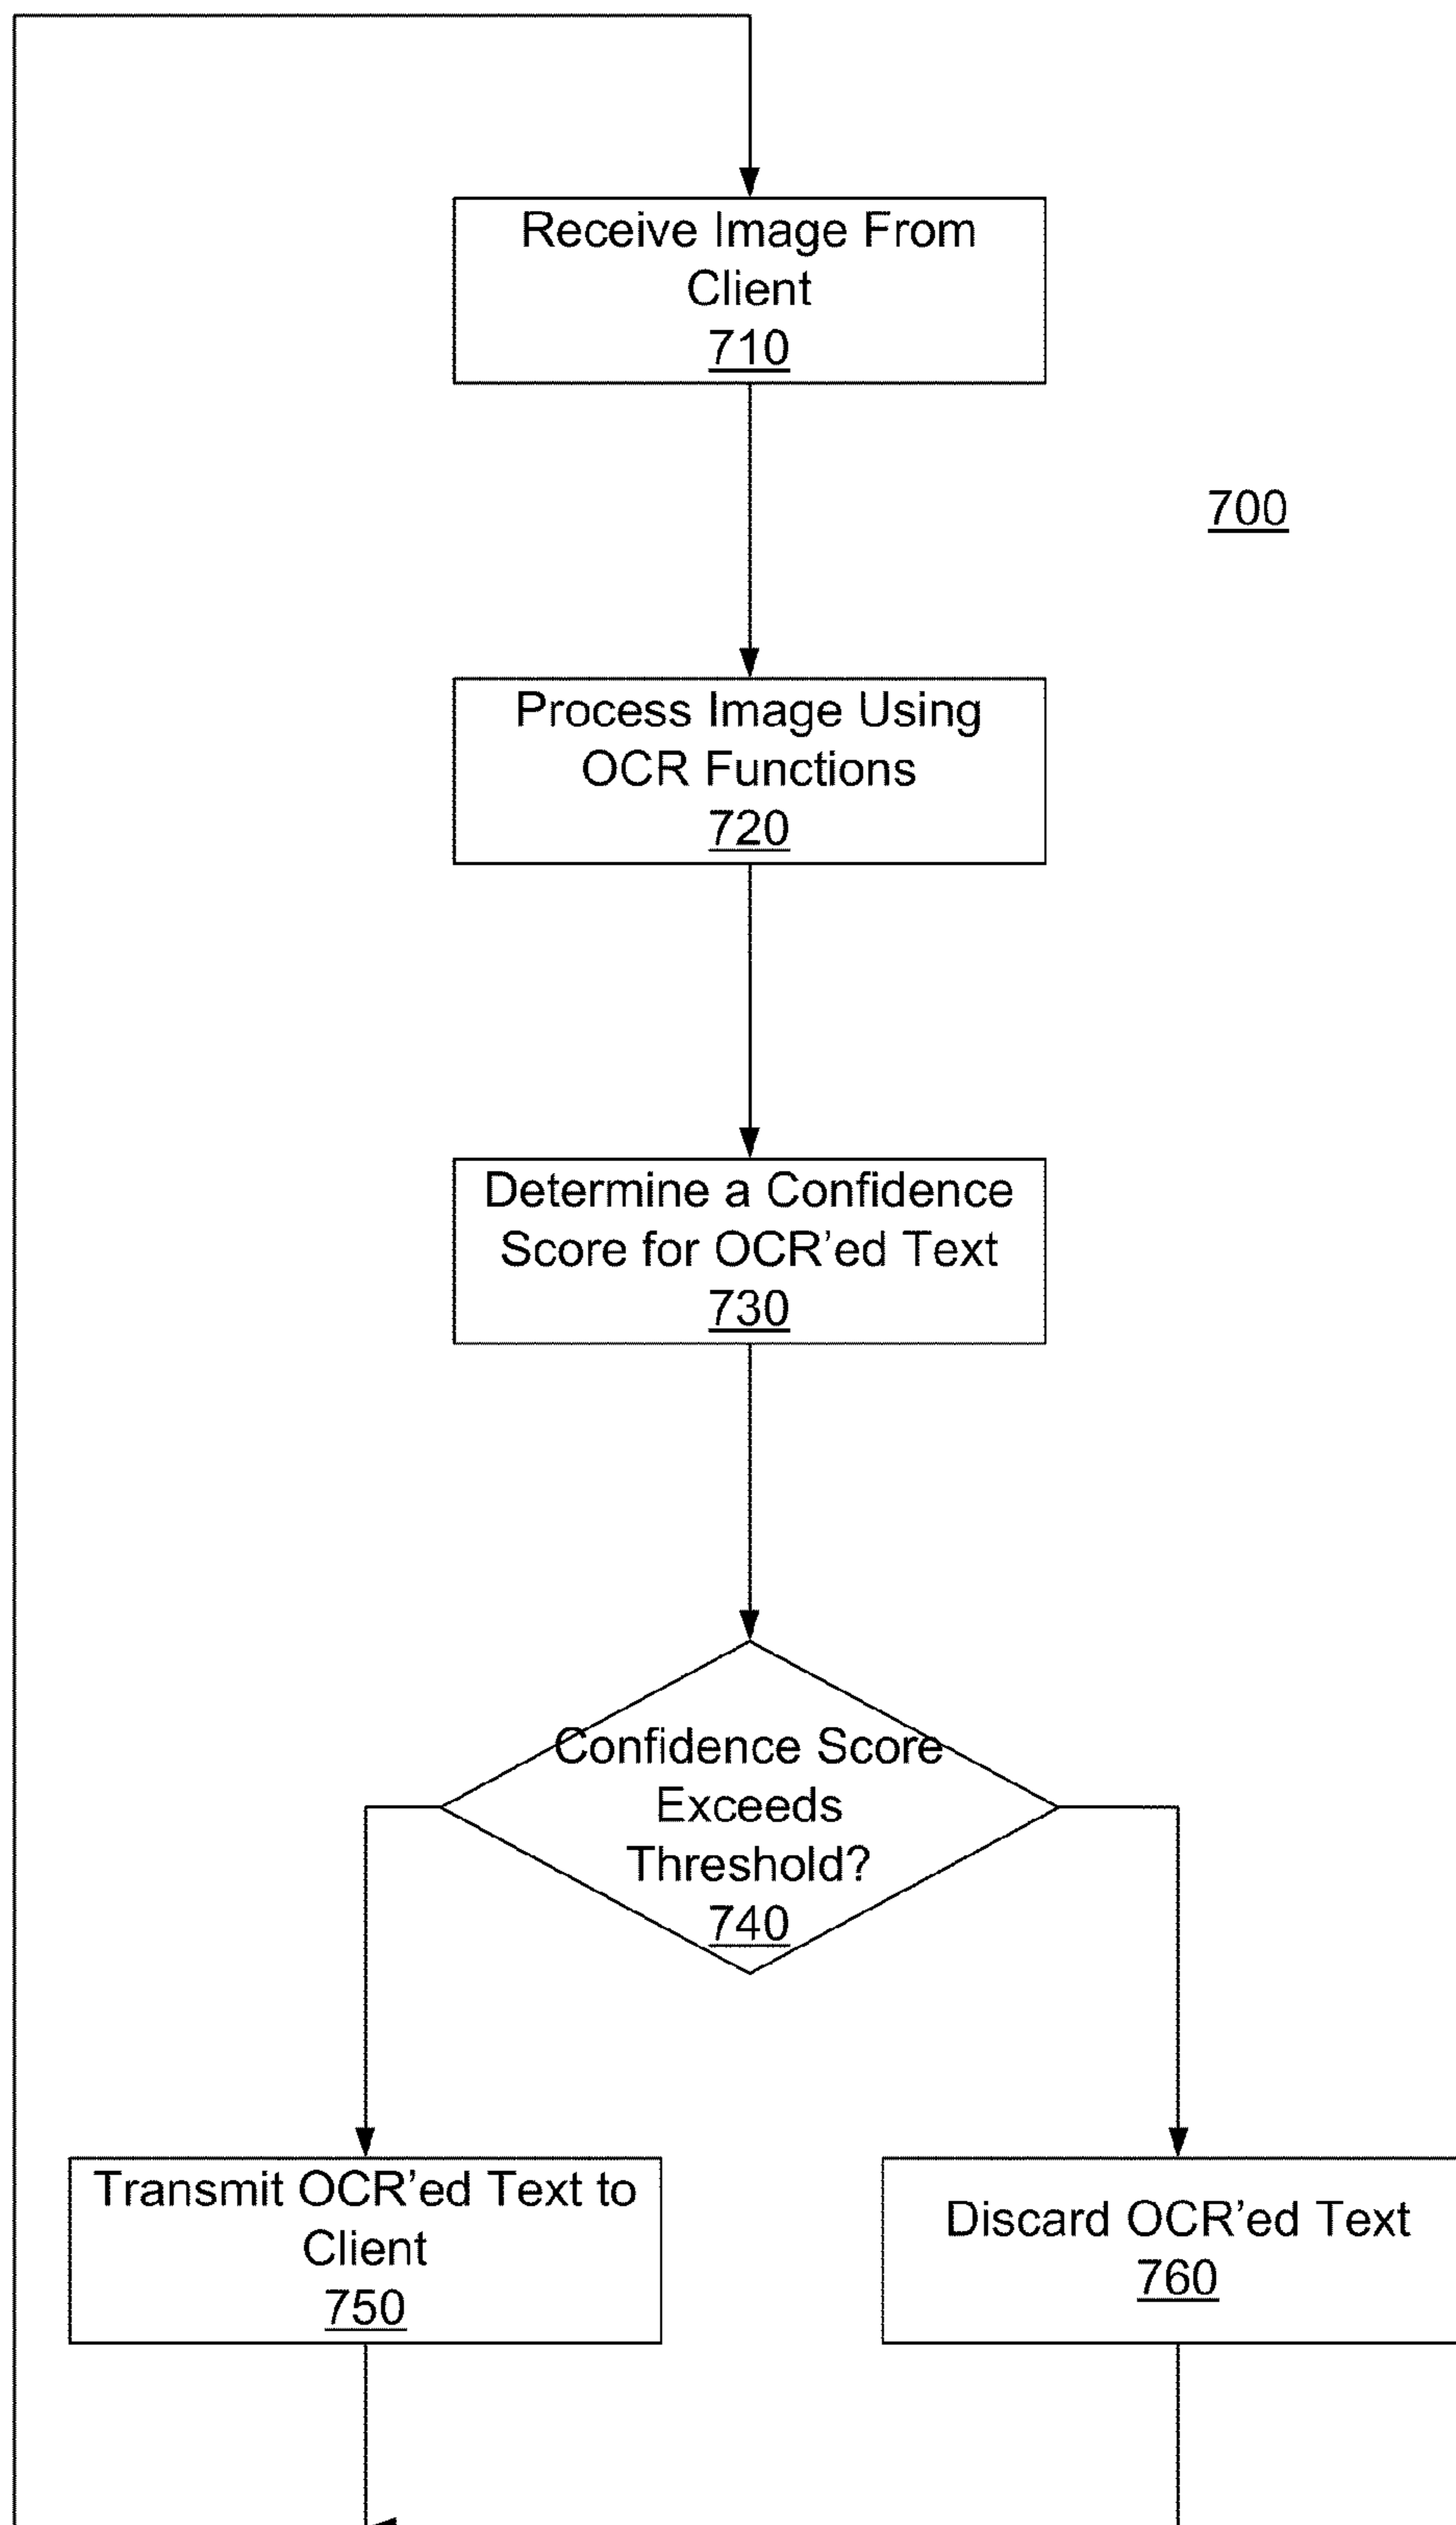 Receive Image From
Client
710
700
Process Image Using
OCR Functions
720
Determine a Confidence
Score for OCR’ed Text
730
Confidence Score
Exceeds
Threshold?
740
Transmit OCR’ed Text to
Client
750
Discard OCR’ed Text
760